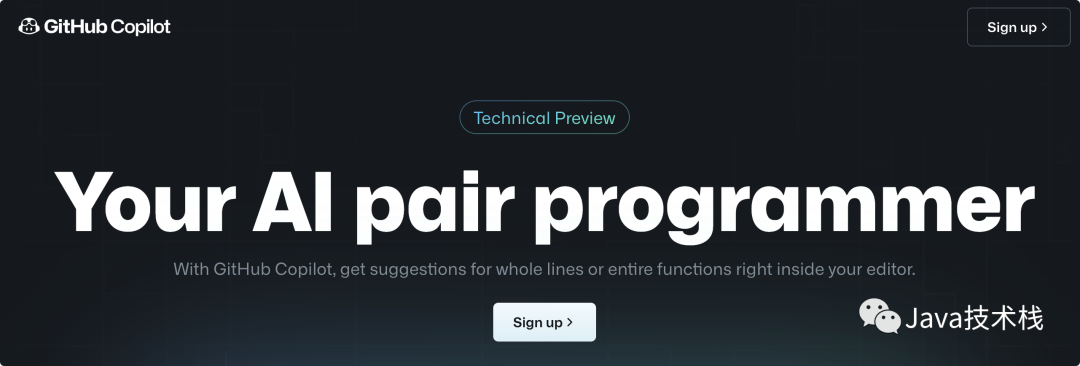 GitHub Copilot
Sign up
Technical Preview
Your AI pair programmer
With GitHub Copilot, get suggestions for whole lines or entire functions right inside your editor.
Sign up
Java技术栈